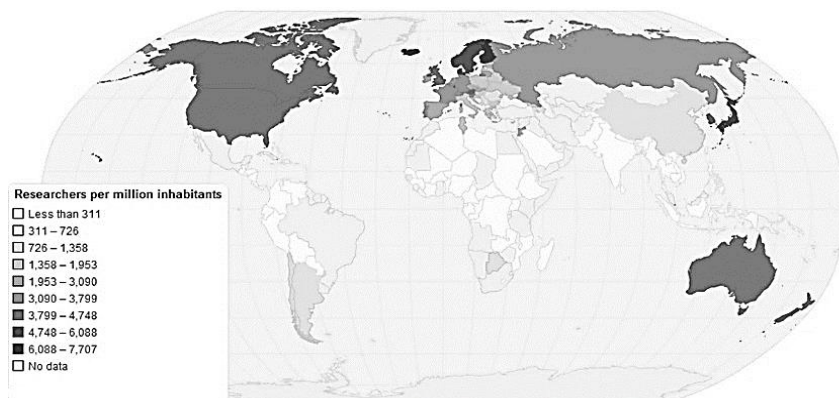 Researchers per million inhabitants
Less than 311
311 – 726
726 – 1,358
1,358 – 1,953
1,953 – 3,090
3,090 – 3,799
3,799 – 4,748
4,748 – 6,088
6,088 – 7,707
No data